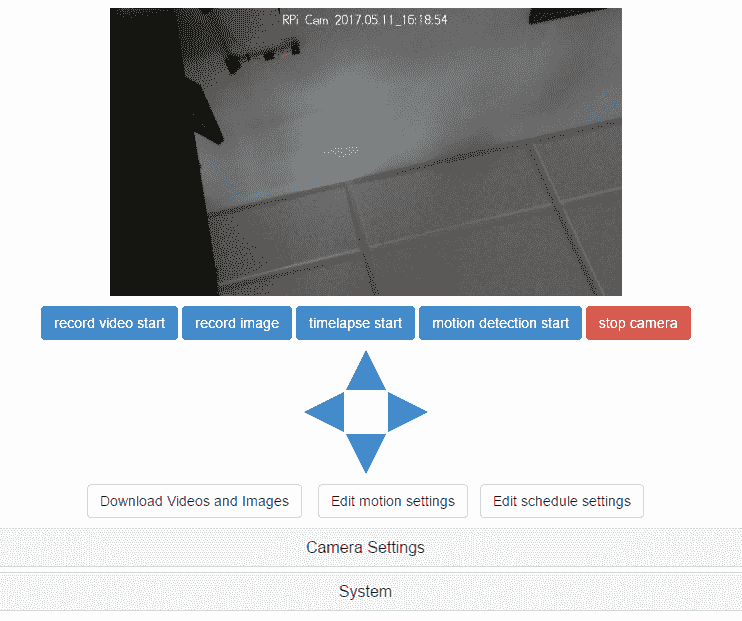 RPi Cam 2017.05.11_16:18:54
record video start
record image
timelapse start
motion detection start
stop camera
Download Videos and Images
Edit motion settings
Edit schedule settings
Camera Settings
System